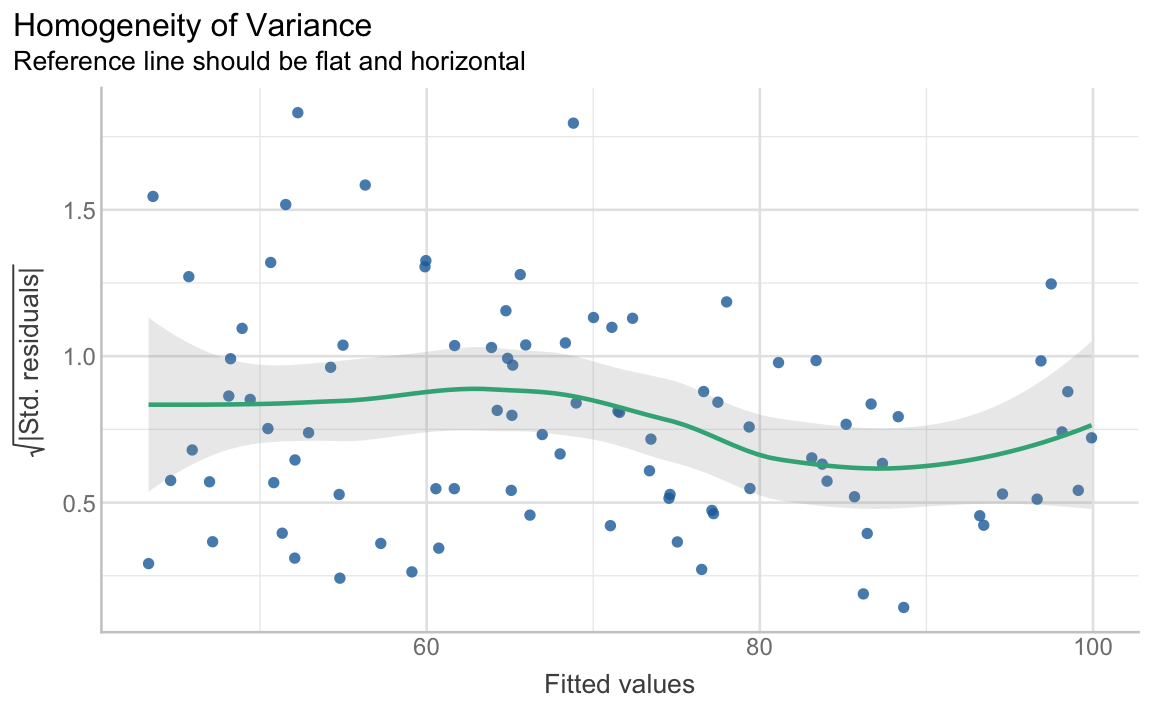 Homogeneity of Variance
Reference line should be flat and horizontal
√|Std. residuals|
1.5
1.0
0.5
60
80
100
Fitted values